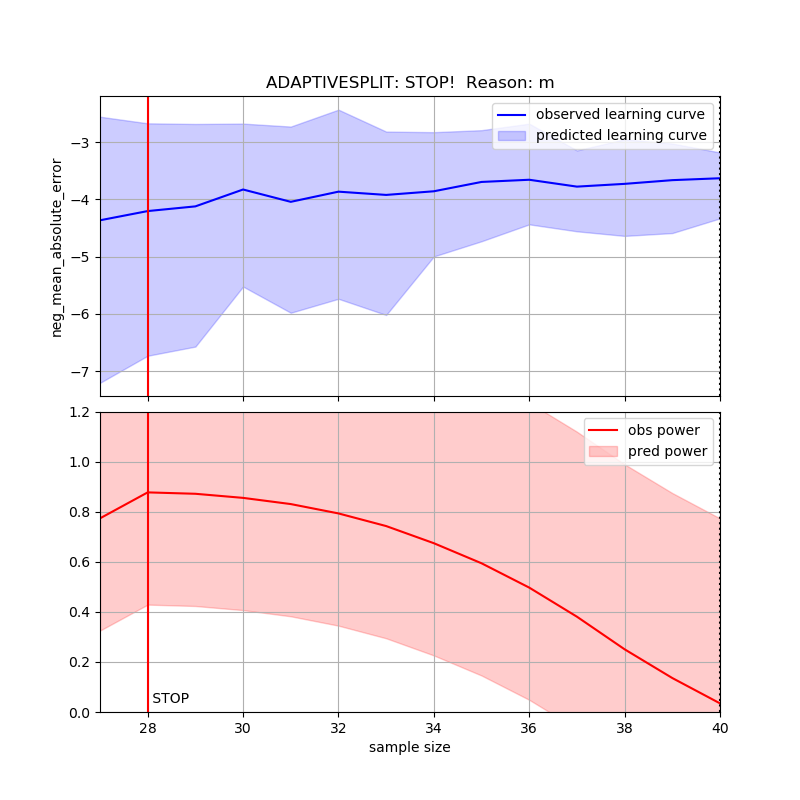 ADAPTIVESPLIT: STOP!  Reason: m
observed learning curve
predicted learning curve
neg_mean_absolute_error
−3
−4
−5
−6
−7
obs power
pred power
1.2
1.0
0.8
0.6
0.4
0.2
0.0
STOP
28 30 32 34 36 38 40
sample size